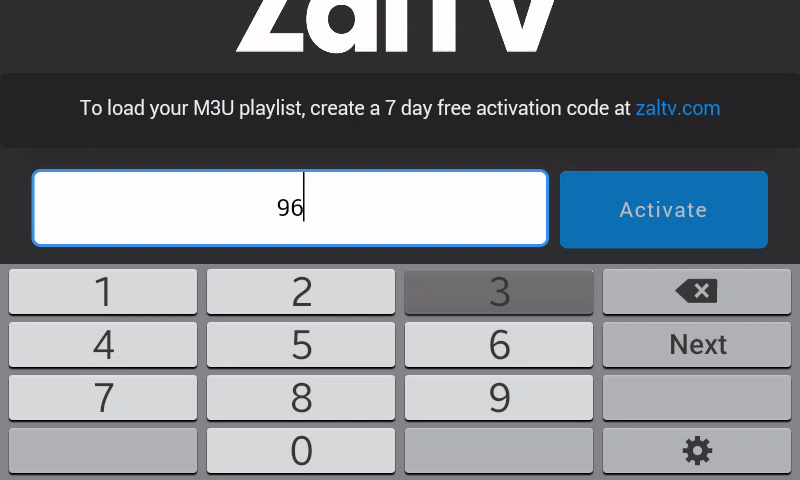 ZalTV
To load your M3U playlist, create a 7 day free activation code at zaltv.com
96
Activate
1 2 3
4 5 6 Next
7 8 9
0